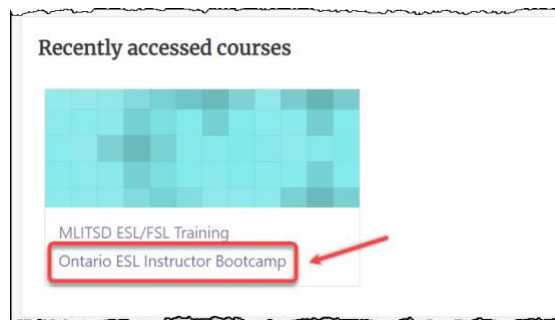 Recently accessed courses
MLITSD ESL/FSL Training
Ontario ESL Instructor Bootcamp